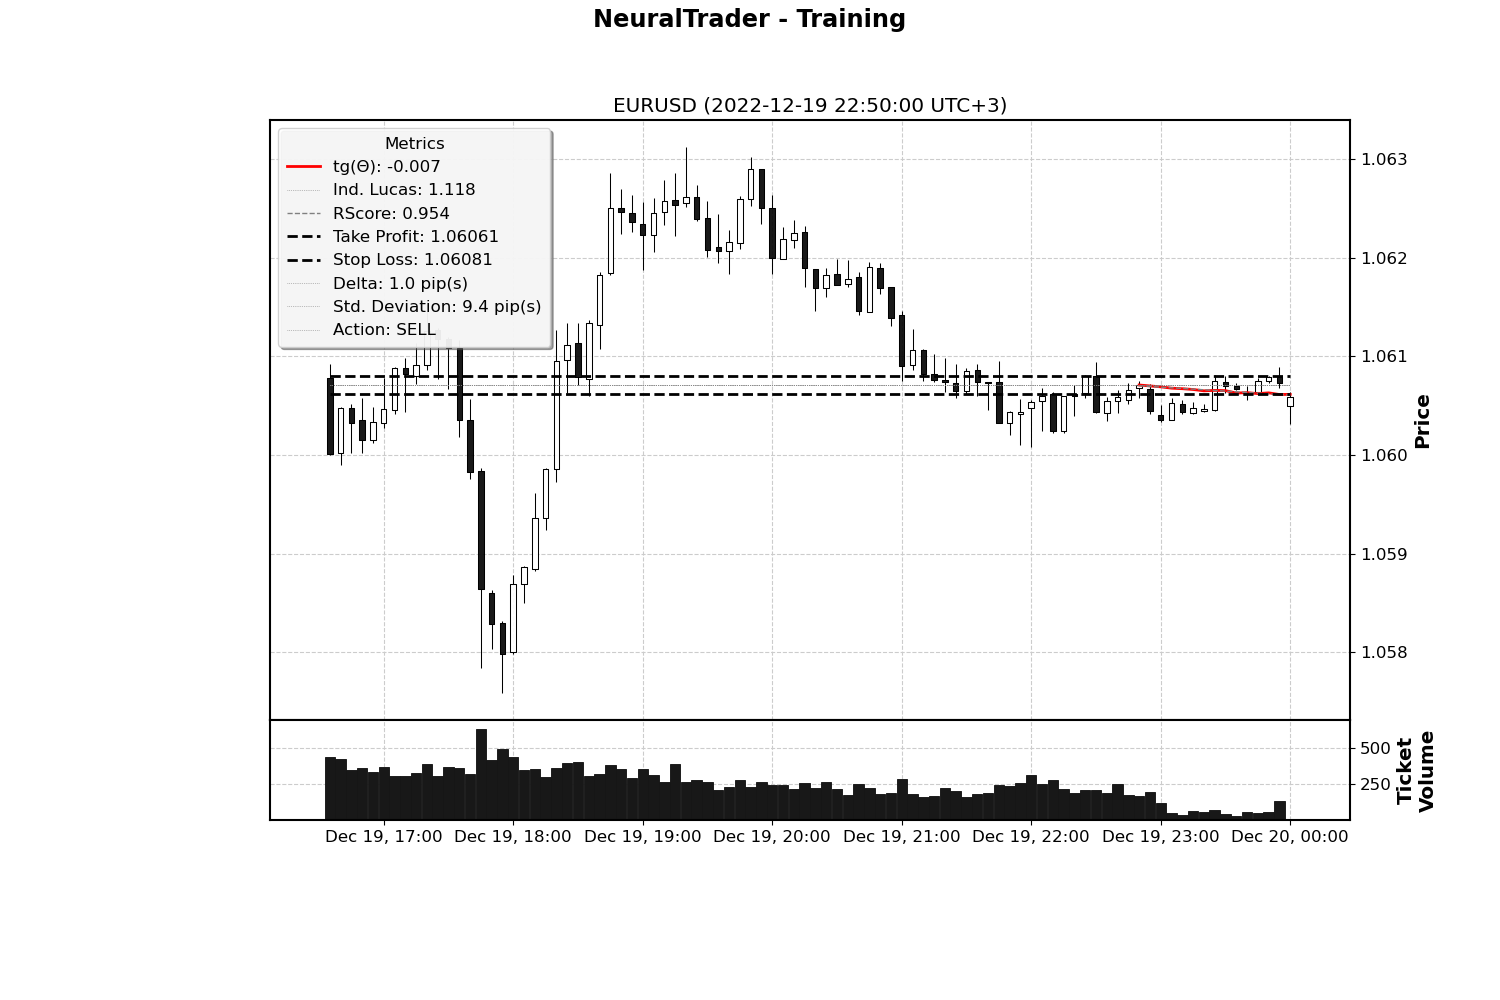 NeuralTrader - Training
EURUSD (2022-12-19 22:50:00 UTC+3)
Metrics
tg(Θ): -0.007
Ind. Lucas: 1.118
RScore: 0.954
Take Profit: 1.06061
Stop Loss: 1.06081
Delta: 1.0 pip(s)
Std. Deviation: 9.4 pip(s)
Action: SELL
1.063
1.062
1.061
1.060
1.059
1.058
Price
500
250
Ticket
Volume
Dec 19, 17:00
Dec 19, 18:00
Dec 19, 19:00
Dec 19, 20:00
Dec 19, 21:00
Dec 19, 22:00
Dec 19, 23:00
Dec 20, 00:00